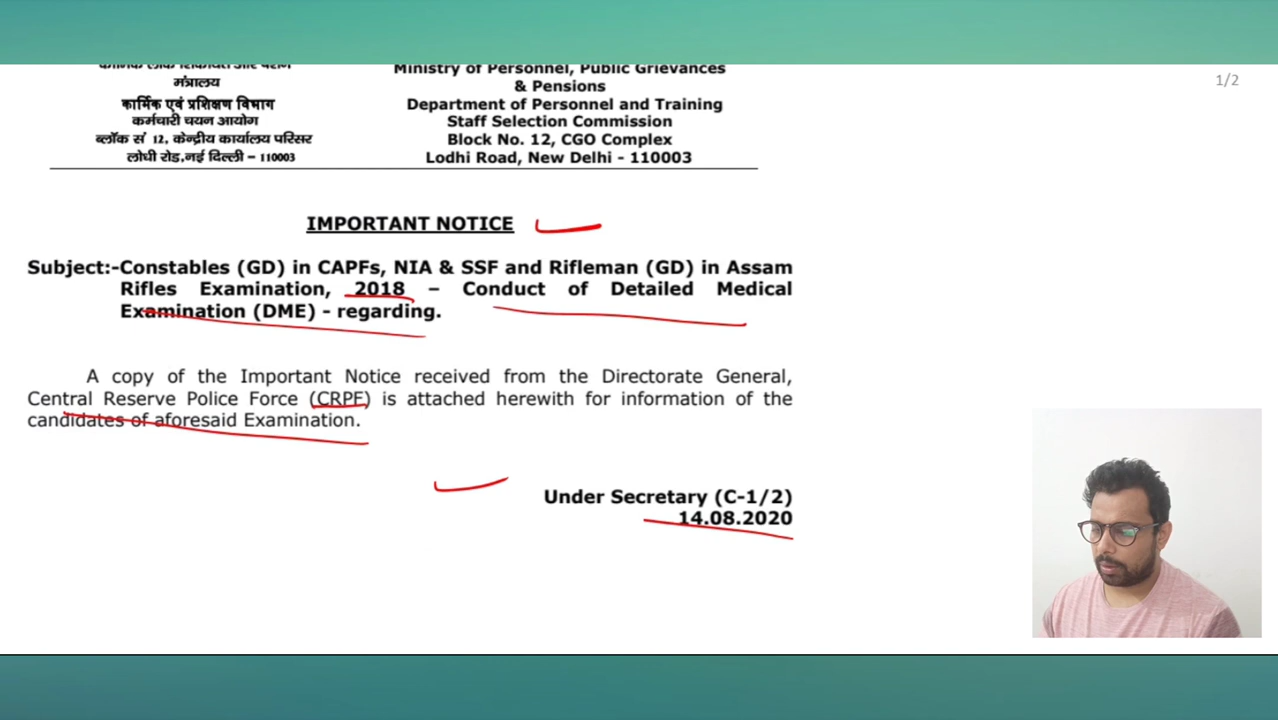 मंत्रालय
कार्मिक एवं प्रशिक्षण विभाग
कर्मचारी चयन आयोग
ब्लॉक सं 12, केन्द्रीय कार्यालय परिसर
लोधी रोड,नई दिल्ली – 110003
Ministry of Personnel, Public Grievances
& Pensions
Department of Personnel and Training
Staff Selection Commission
Block No. 12, CGO Complex
Lodhi Road, New Delhi - 110003
1/2
IMPORTANT NOTICE
Subject:-Constables (GD) in CAPFs, NIA & SSF and Rifleman (GD) in Assam
Rifles Examination, 2018 – Conduct of Detailed Medical
Examination (DME) - regarding.
A copy of the Important Notice received from the Directorate General,
Central Reserve Police Force (CRPF) is attached herewith for information of the
candidates of aforesaid Examination.
Under Secretary (C-1/2)
14.08.2020